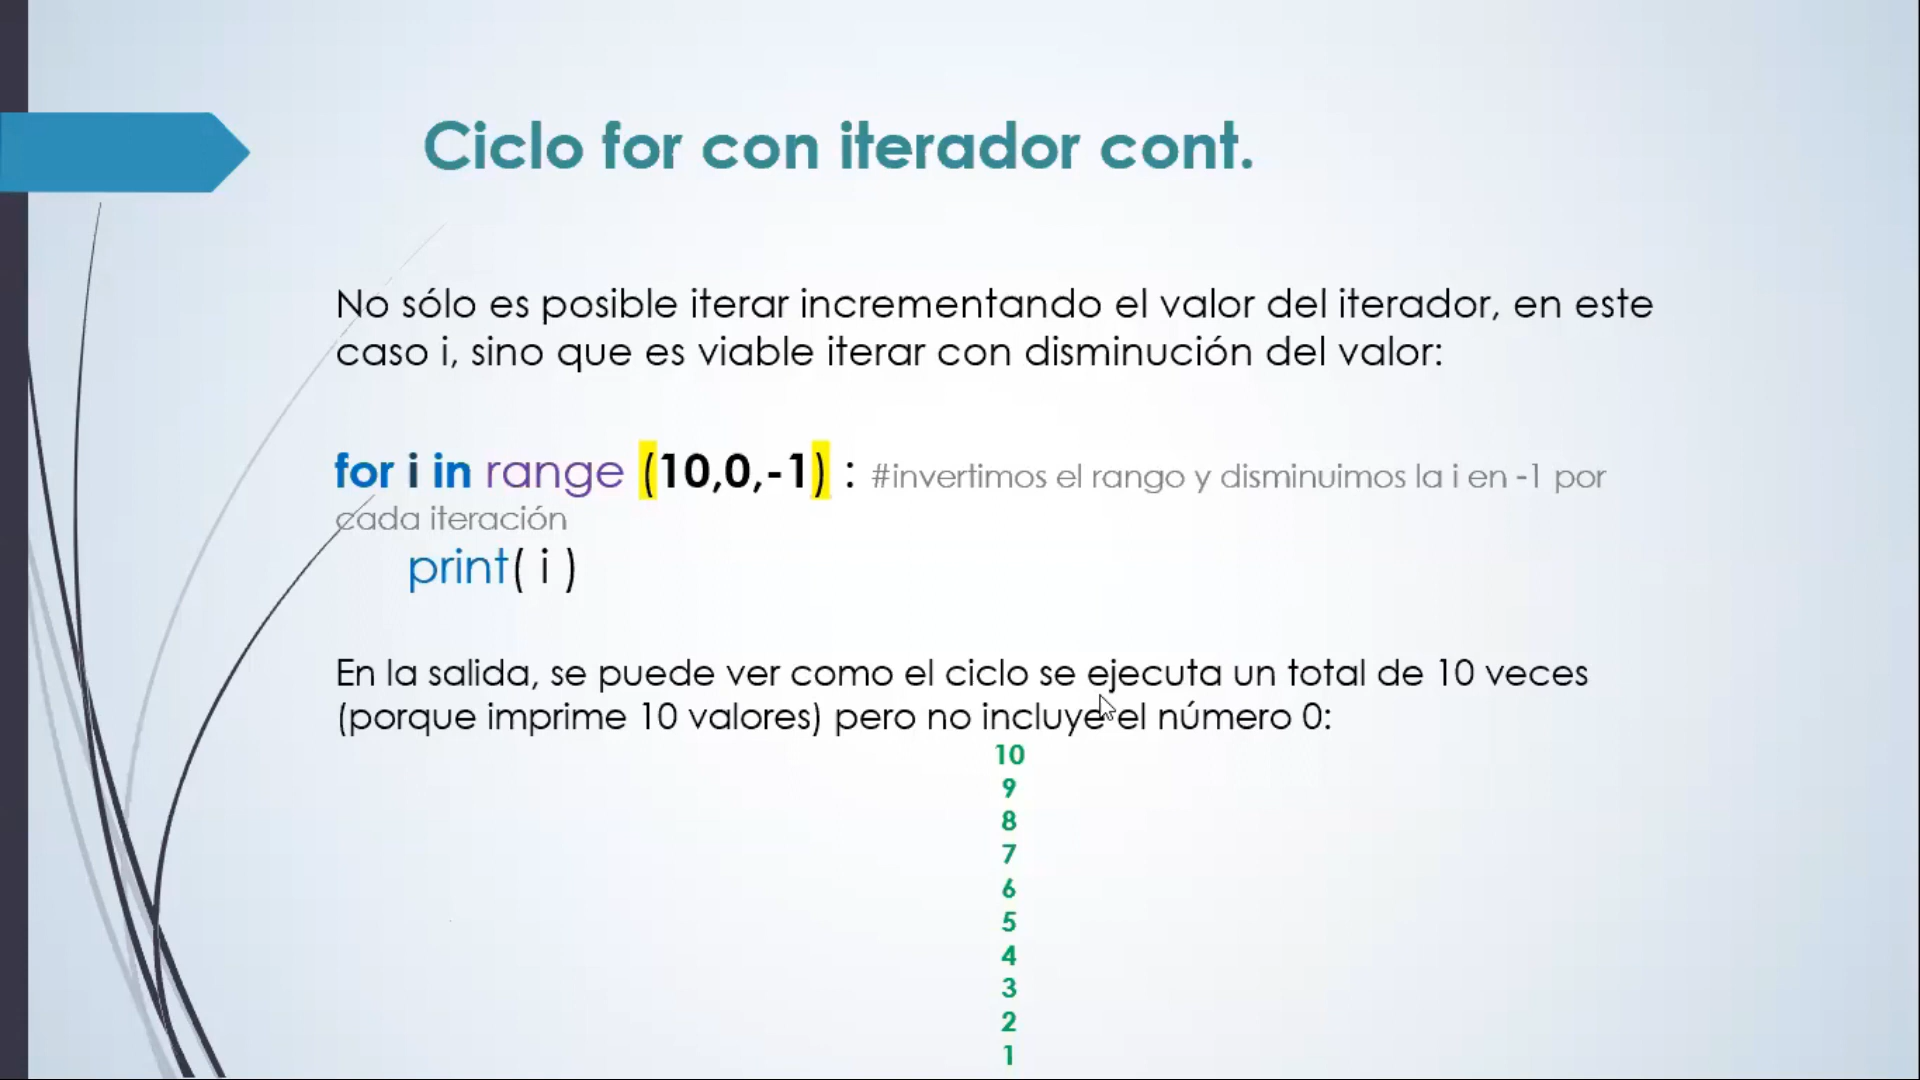 Ciclo for con iterador cont.
No sólo es posible iterar incrementando el valor del iterador, en este
caso i, sino que es viable iterar con disminución del valor:
for i in range (10,0,-1) : #invertimos el rango y disminuimos la i en -1 por
cada iteración
print( i )
En la salida, se puede ver como el ciclo se ejecuta un total de 10 veces
(porque imprime 10 valores) pero no incluye el número 0:
10
9
8
7
6
5
4
3
2
1